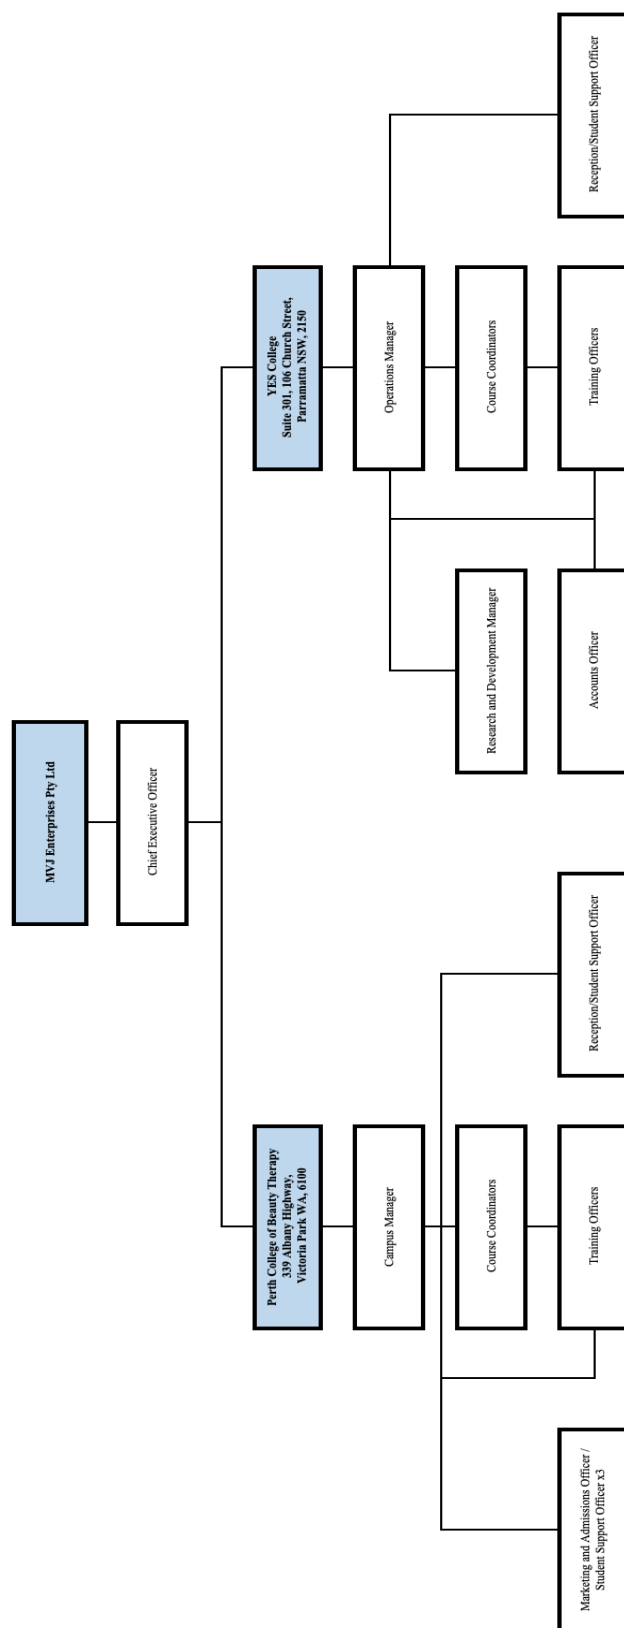 MVJ Enterprises Pty Ltd
Chief Executive Officer
Perth College of Beauty Therapy
339 Albany Highway,
Victoria Park WA, 6100
YES College
Suite 301, 106 Church Street,
Parramatta NSW, 2150
Campus Manager
Operations Manager
Course Coordinators
Research and Development Manager
Course Coordinators
Marketing and Admissions Officer /
Student Support Officer x3
Training Officers
Reception/Student Support Officer
Accounts Officer
Training Officers
Reception/Student Support Officer